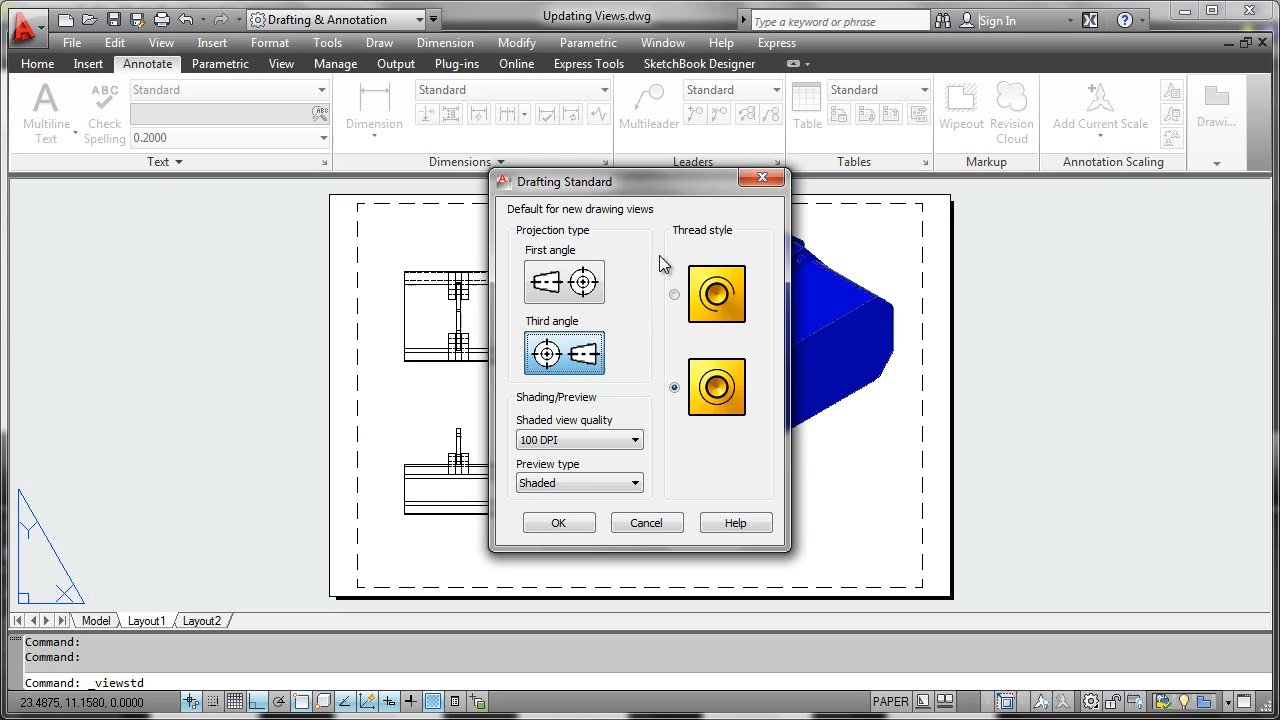 Drafting & Annotation
Updating Views.dwg
Type a keyword or phrase
Sign In
File Edit View Insert Format Tools Draw Dimension Modify Parametric Window Help Express
Home Insert Annotate Parametric View Manage Output Plug-ins Online Express Tools SketchBook Designer
Multiline Text
Check Spelling
ABC
Standard
0.2000
Text
Dimension
Standard
Dimensions
Multileader
Standard
Leaders
Table
Standard
Tables
Wipeout
Revision Cloud
Markup
Add Current Scale
Annotation Scaling
Drawi...
Drafting Standard
Default for new drawing views
Projection type
First angle
Third angle
Shading/Preview
Shaded view quality
100 DPI
Preview type
Shaded
Thread style
OK Cancel Help
Y
X
Model Layout1 Layout2
Command:
Command:
Command: _viewstd
23.4875, 11.1580, 0.0000
PAPER